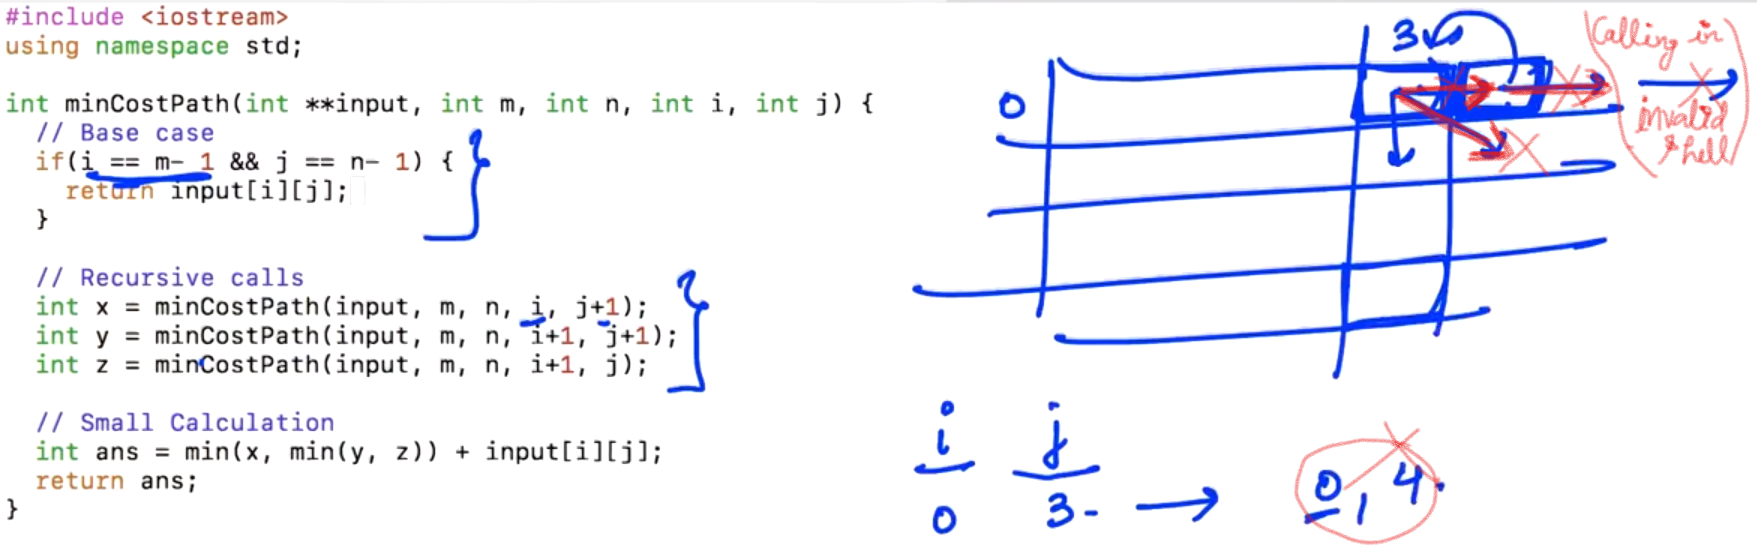 #include <iostream>
using namespace std;
int minCostPath(int **input, int m, int n, int i, int j) {
// Base case
if(i == m- 1 && j == n- 1) {
return input[i][j];
}
// Recursive calls
int x = minCostPath(input, m, n, i, j+1);
int y = minCostPath(input, m, n, i+1, j+1);
int z = minCostPath(input, m, n, i+1, j);
// Small Calculation
int ans = min(x, min(y, z)) + input[i][j];
return ans;
}
3
0
Calling in
invalid
hell
i j
0 3 → 0, 4